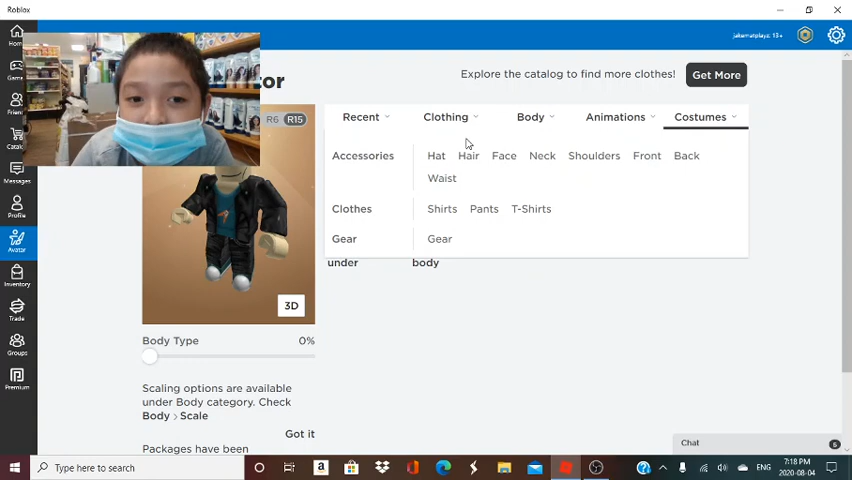 Roblox
Home
jakematplayz: 13+
tor
Explore the catalog to find more clothes!
Get More
Game
Friend
Catal
Messages
Profile
Avatar
Inventory
Trade
Groups
Premium
R6
R15
3D
Recent
Clothing
Body
Animations
Costumes
Accessories
Hat Hair Face Neck Shoulders Front Back
Waist
Clothes
Shirts Pants T-Shirts
Gear
Gear
under
body
Body Type
0%
Scaling options are available
under Body category. Check
Body > Scale
Got it
Packages have been
Chat
6
Type here to search
a
ENG
7:18 PM
2020-08-04